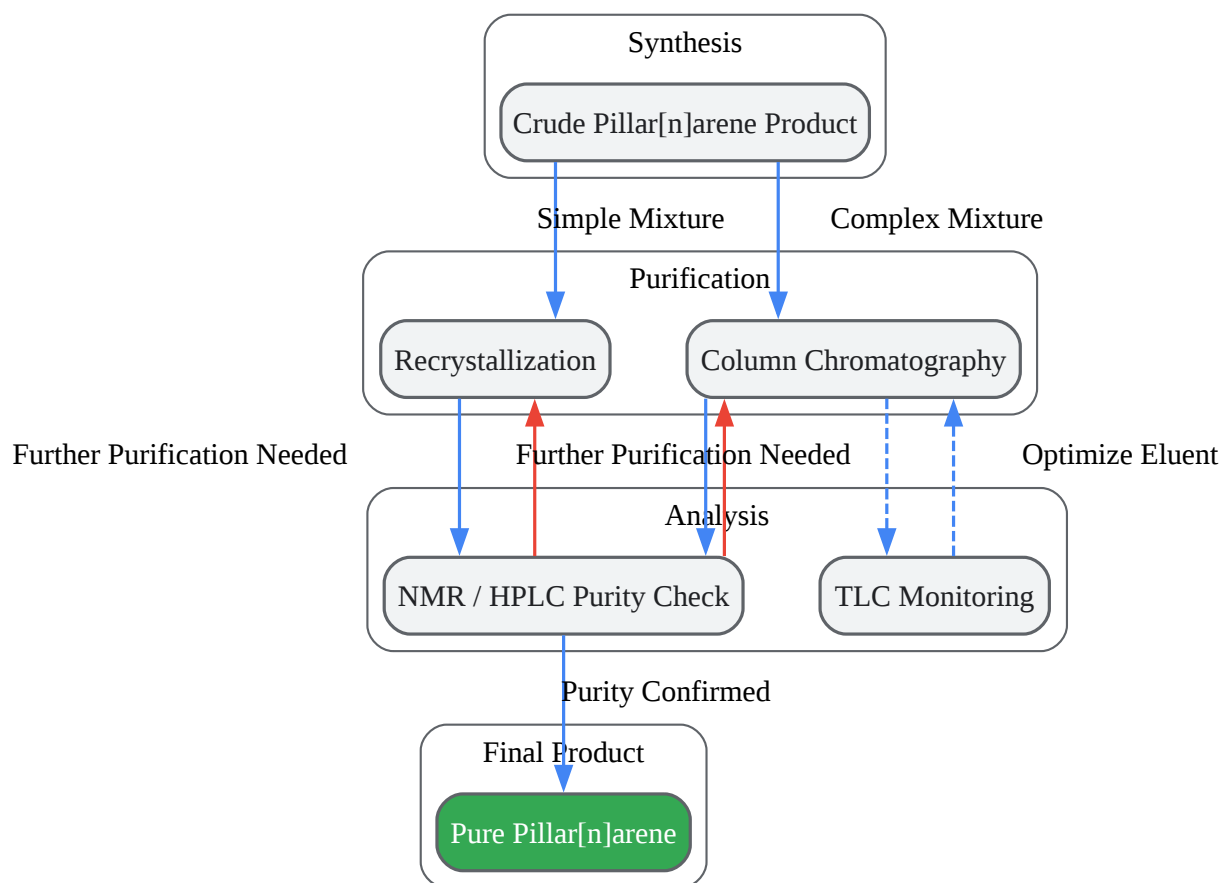 Synthesis
Crude Pillar[n]arene Product
Simple Mixture
Complex Mixture
Purification
Recrystallization
Column Chromatography
Further Purification Needed
Further Purification Needed
Optimize Eluent
Analysis
NMR / HPLC Purity Check
TLC Monitoring
Purity Confirmed
Final Product
Pure Pillar[n]arene